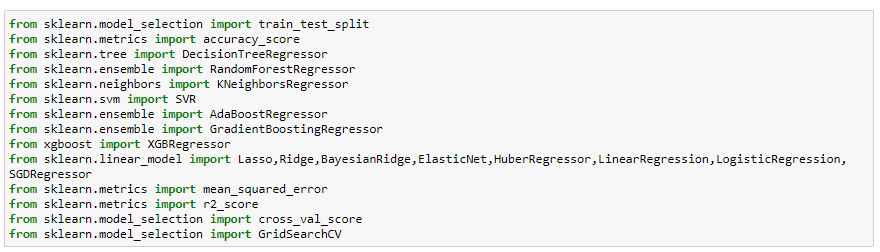 from sklearn.model_selection import train_test_split
from sklearn.metrics import accuracy_score
from sklearn.tree import DecisionTreeRegressor
from sklearn.ensemble import RandomForestRegressor
from sklearn.neighbors import KNeighborsRegressor
from sklearn.svm import SVR
from sklearn.ensemble import AdaBoostRegressor
from sklearn.ensemble import GradientBoostingRegressor
from xgboost import XGBRegressor
from sklearn.linear_model import Lasso,Ridge,BayesianRidge,ElasticNet,HuberRegressor,LinearRegression,LogisticRegression,
SGDRegressor
from sklearn.metrics import mean_squared_error
from sklearn.metrics import r2_score
from sklearn.model_selection import cross_val_score
from sklearn.model_selection import GridSearchCV